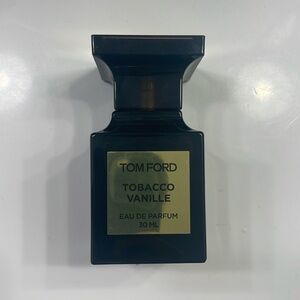 TOM FORD
TOBACCO
VANILLE
EAU DE PARFUM
30 ML